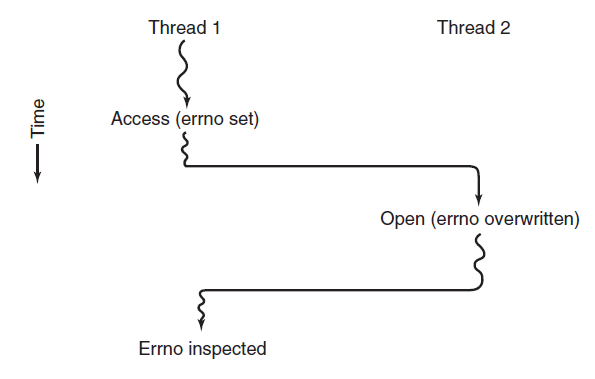 Thread 1
Thread 2
Time
Access (errno set)
Open (errno overwritten)
Errno inspected